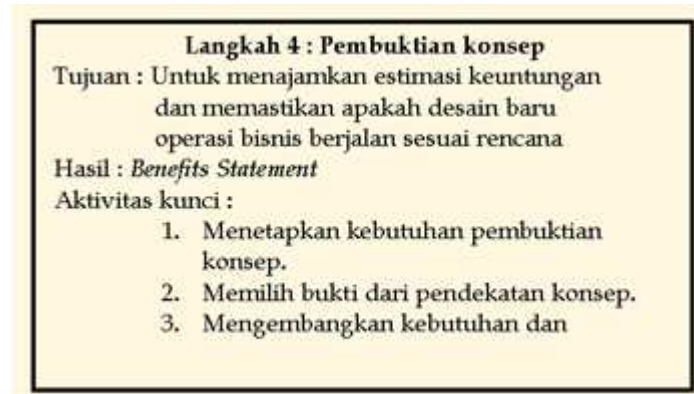 Langkah 4 : Pembuktian konsep
Tujuan : Untuk menajamkan estimasi keuntungan
dan memastikan apakah desain baru
operasi bisnis berjalan sesuai rencana
Hasil : Benefits Statement
Aktivitas kunci :
1. Menetapkan kebutuhan pembuktian
konsep.
2. Memilih bukti dari pendekatan konsep.
3. Mengembangkan kebutuhan dan